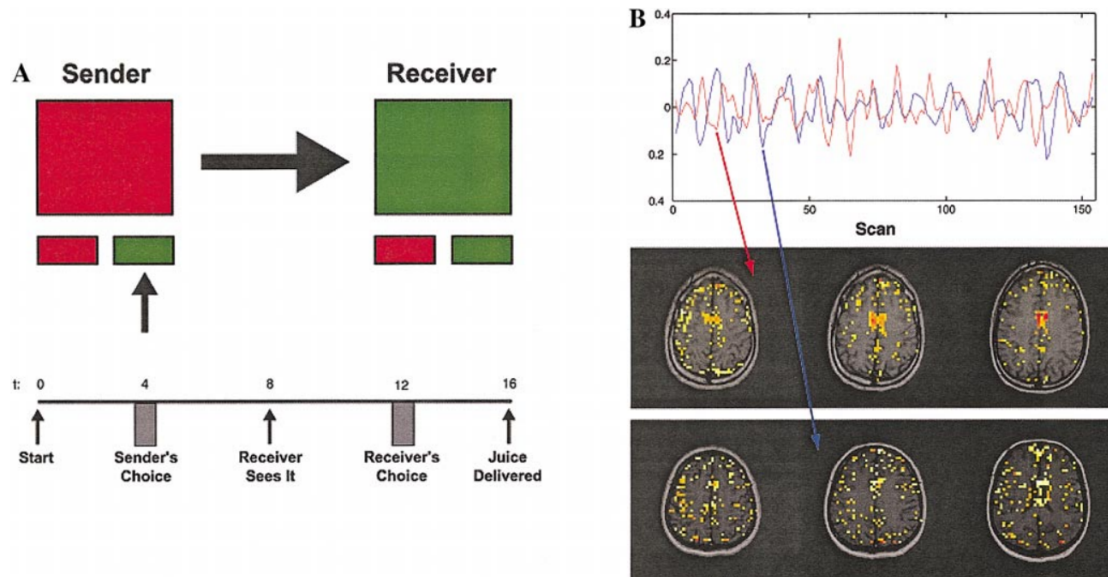 A
Sender
Receiver
t: 0 4 8 12 16
Start
Sender's
Choice
Receiver
Sees It
Receiver's
Choice
Juice
Delivered
B
0.4
0.2
0
0.2
0.4
0 50 100 150
Scan